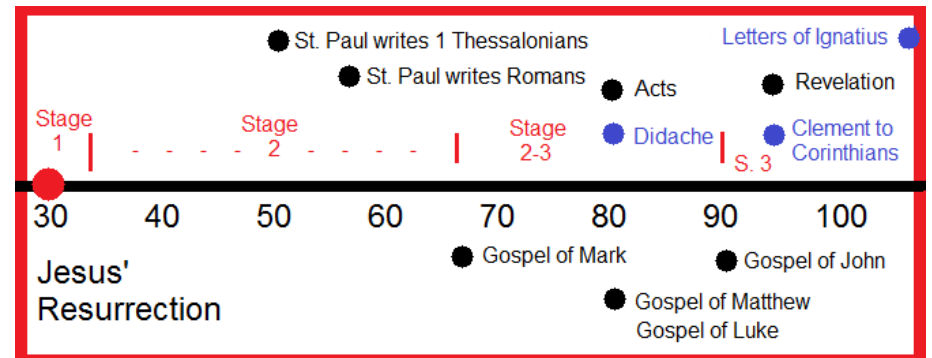 St. Paul writes 1 Thessalonians
Letters of Ignatius
St. Paul writes Romans
Acts
Revelation
Stage
1
Stage
2
Stage
2-3
Didache
S. 3
Clement to
Corinthians
30 40 50 60 70 80 90 100
Jesus'
Resurrection
Gospel of Mark
Gospel of John
Gospel of Matthew
Gospel of Luke